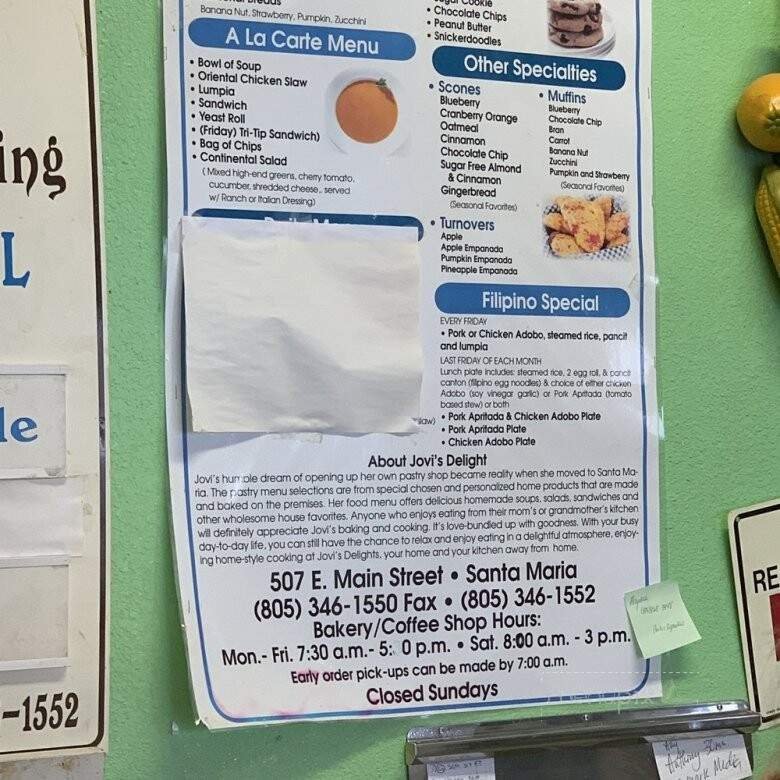 ing
L
le
-1552
Breads
Banana Nut, Strawberry, Pumpkin, Zucchini
A La Carte Menu
• Bowl of Soup
• Oriental Chicken Slaw
• Lumpia
• Sandwich
• Yeast Roll
• (Friday) Tri-Tip Sandwich)
• Bag of Chips
• Continental Salad
( Mixed high-end greens, cherry tomato,
cucumber, shredded cheese., served
w/ Ranch or Italian Dressing)
slaw)
Sugar Cookie
• Chocolate Chips
• Peanut Butter
• Snickerdoodles
Other Specialties
• Scones
Blueberry
Cranberry Orange
Oatmeal
Cinnamon
Chocolate Chip
Sugar Free Almond
& Cinnamon
Gingerbread
(Seasonal Favorites)
• Muffins
Blueberry
Chocolate Chip
Bran
Carrot
Banana Nut
Zucchini
Pumpkin and Strawberry
(Seasonal Favorites)
• Turnovers
Apple
Apple Empanada
Pumpkin Empanada
Pineapple Empanada
Filipino Special
EVERY FRIDAY
• Pork or Chicken Adobo, steamed rice, pancit
and lumpia
LAST FRIDAY OF EACH MONTH
Lunch plate includes: steamed rice, 2 egg roll, & pancit
canton (filipino egg noodles) & choice of either chicken
Adobo (soy vinegar garlic) or Pork Apritada (tomato
based stew) or both
• Pork Apritada & Chicken Adobo Plate
• Pork Apritada Plate
• Chicken Adobo Plate
About Jovi's Delight
Jovi's humble dream of opening up her own pastry shop became reality when she moved to Santa Ma-
ria. The pastry menu selections are from special chosen and personalized home products that are made
and baked on the premises. Her food menu offers delicious homemade soups, salads, sandwiches and
other wholesome house favorites. Anyone who enjoys eating from their mom's or grandmother's kitchen
will definitely appreciate Jovi's baking and cooking. It's love-bundled up with goodness. With your busy
day-to-day life, you can still have the chance to relax and enjoy eating in a delightful atmosphere, enjoy-
ing home-style cooking at Jovi's Delights, your home and your kitchen away from home.
507 E. Main Street • Santa Maria
(805) 346-1550 Fax • (805) 346-1552
Bakery/Coffee Shop Hours:
Mon.- Fri. 7:30 a.m.- 5: 0 p.m. • Sat. 8:00 a.m. - 3 p.m.
Early order pick-ups can be made by 7:00 a.m.
Closed Sundays
RE